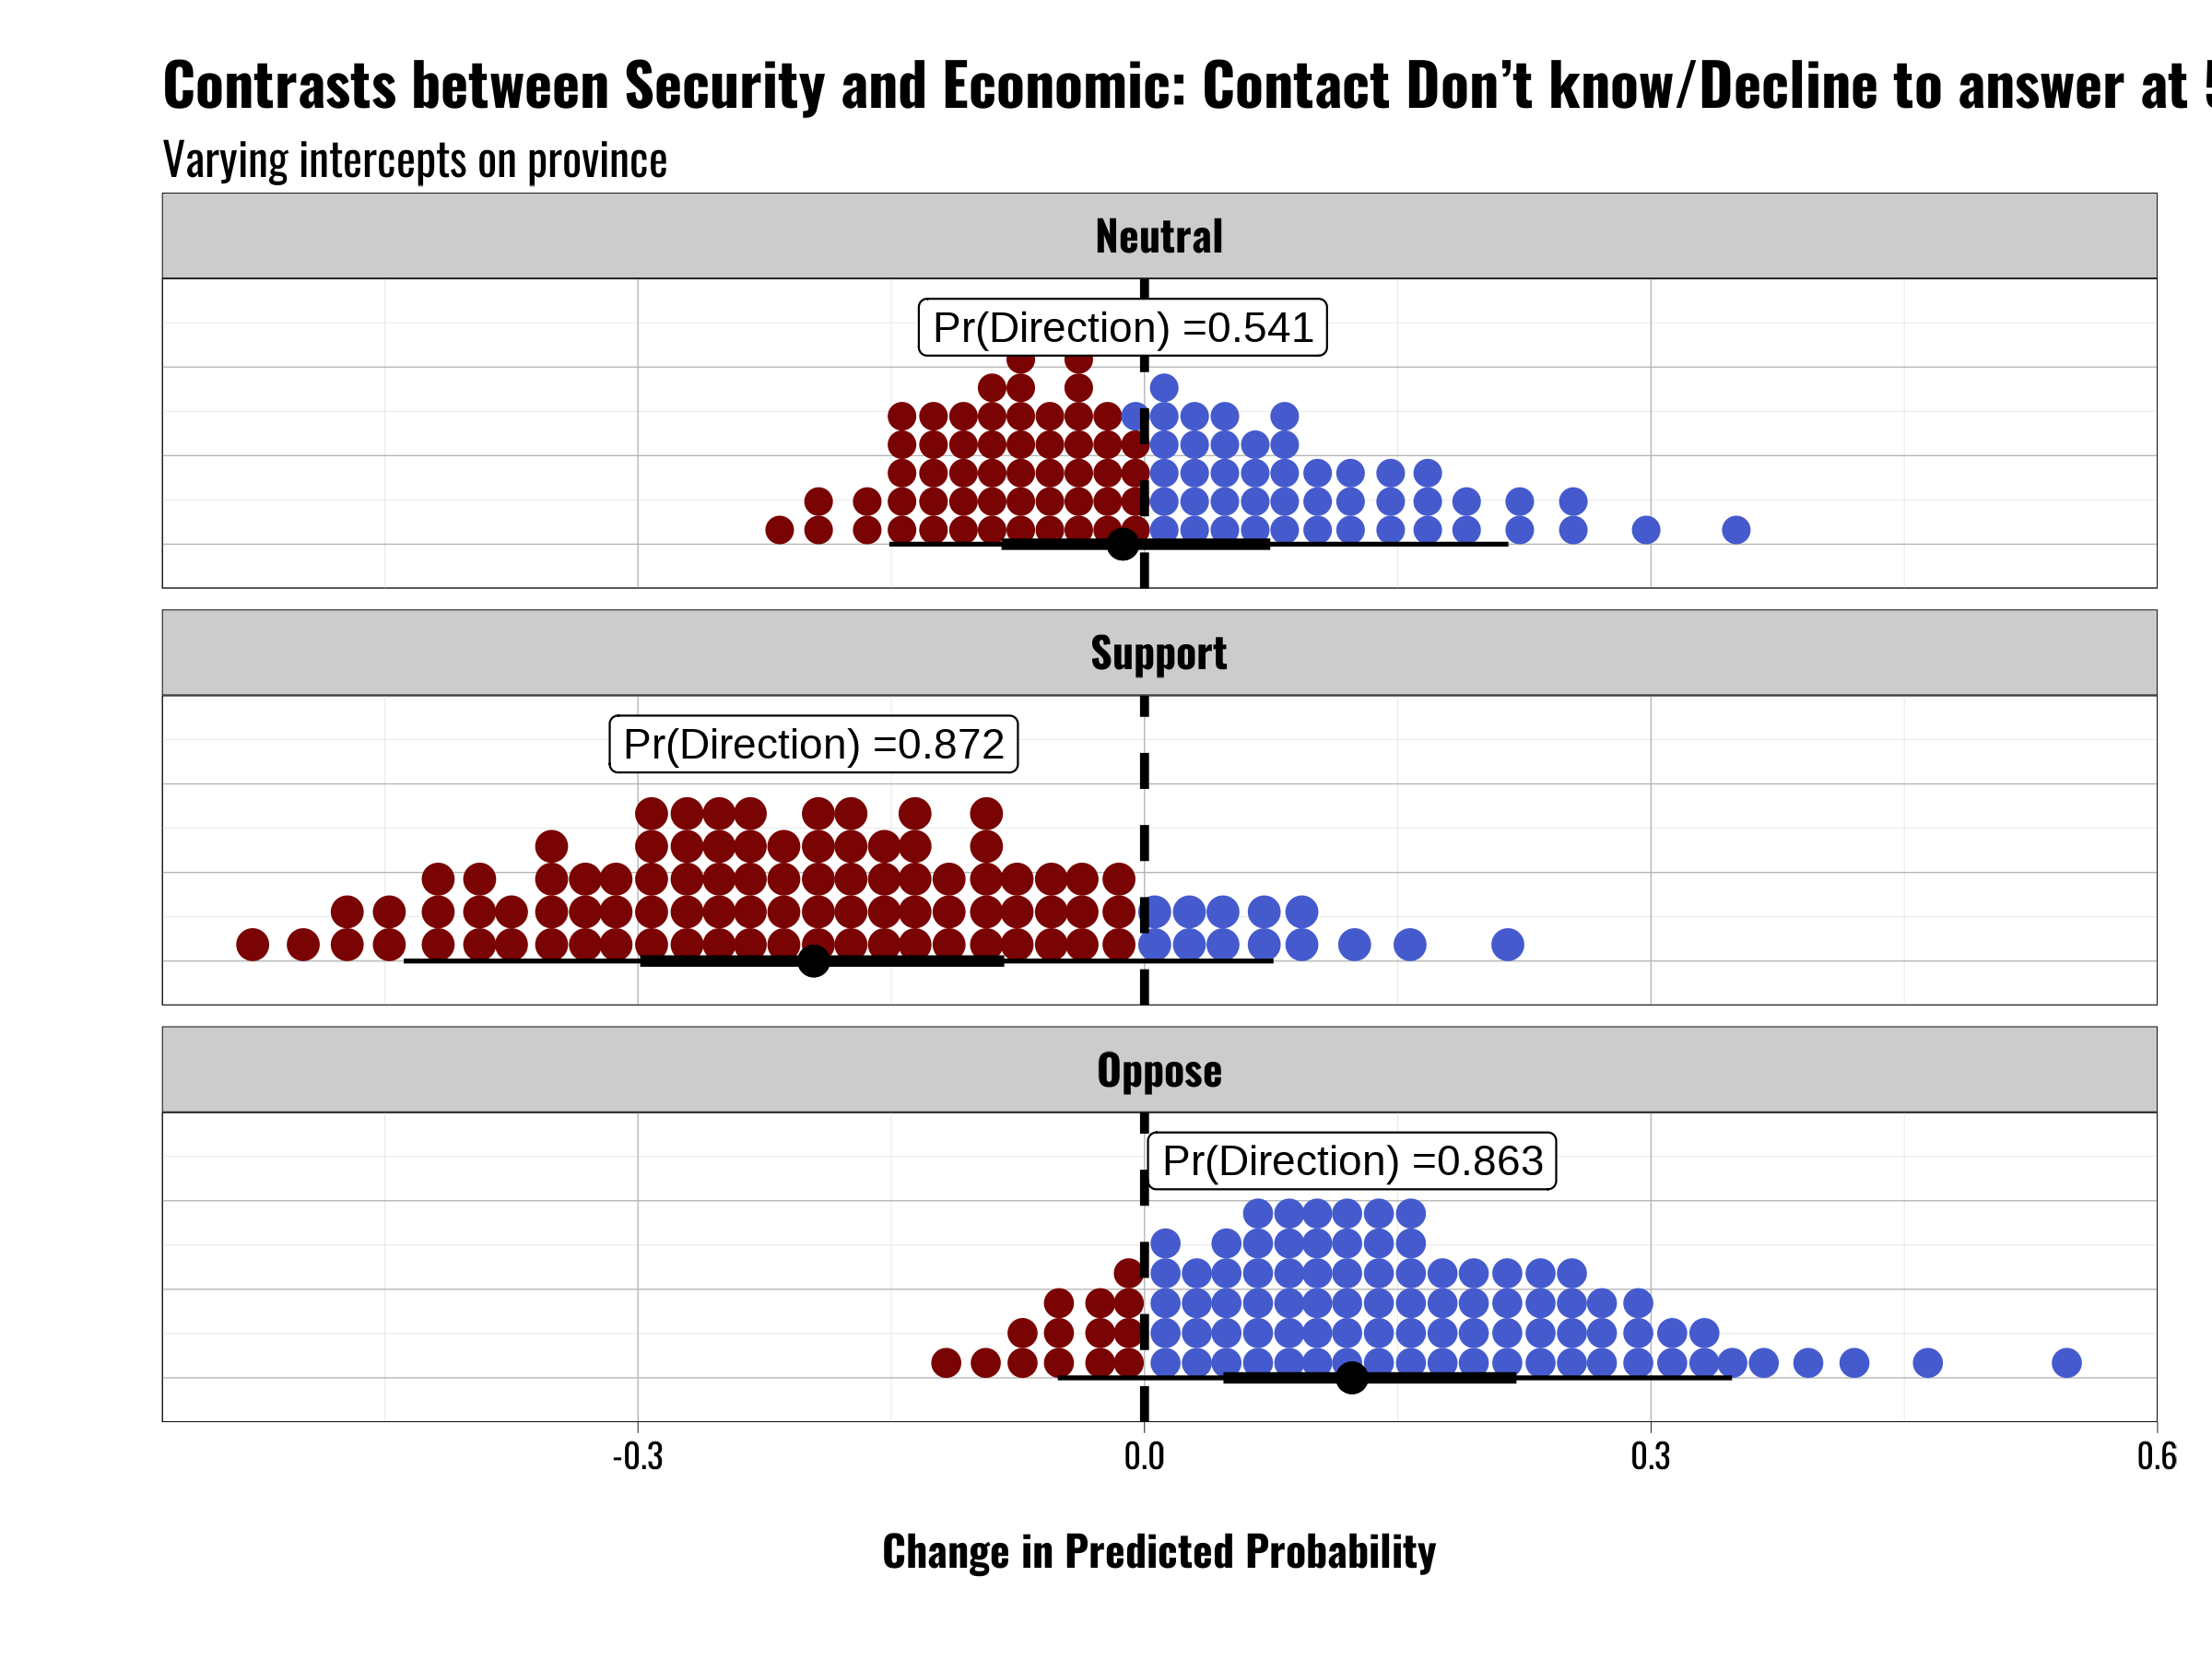 Contrasts between Security and Economic: Contact Don’t know/Decline to answer at
Varying intercepts on province
Neutral
Pr(Direction) =0.541
Support
Pr(Direction) =0.872
Oppose
Pr(Direction) =0.863
-0.3 0.0 0.3 0.6
Change in Predicted Probability